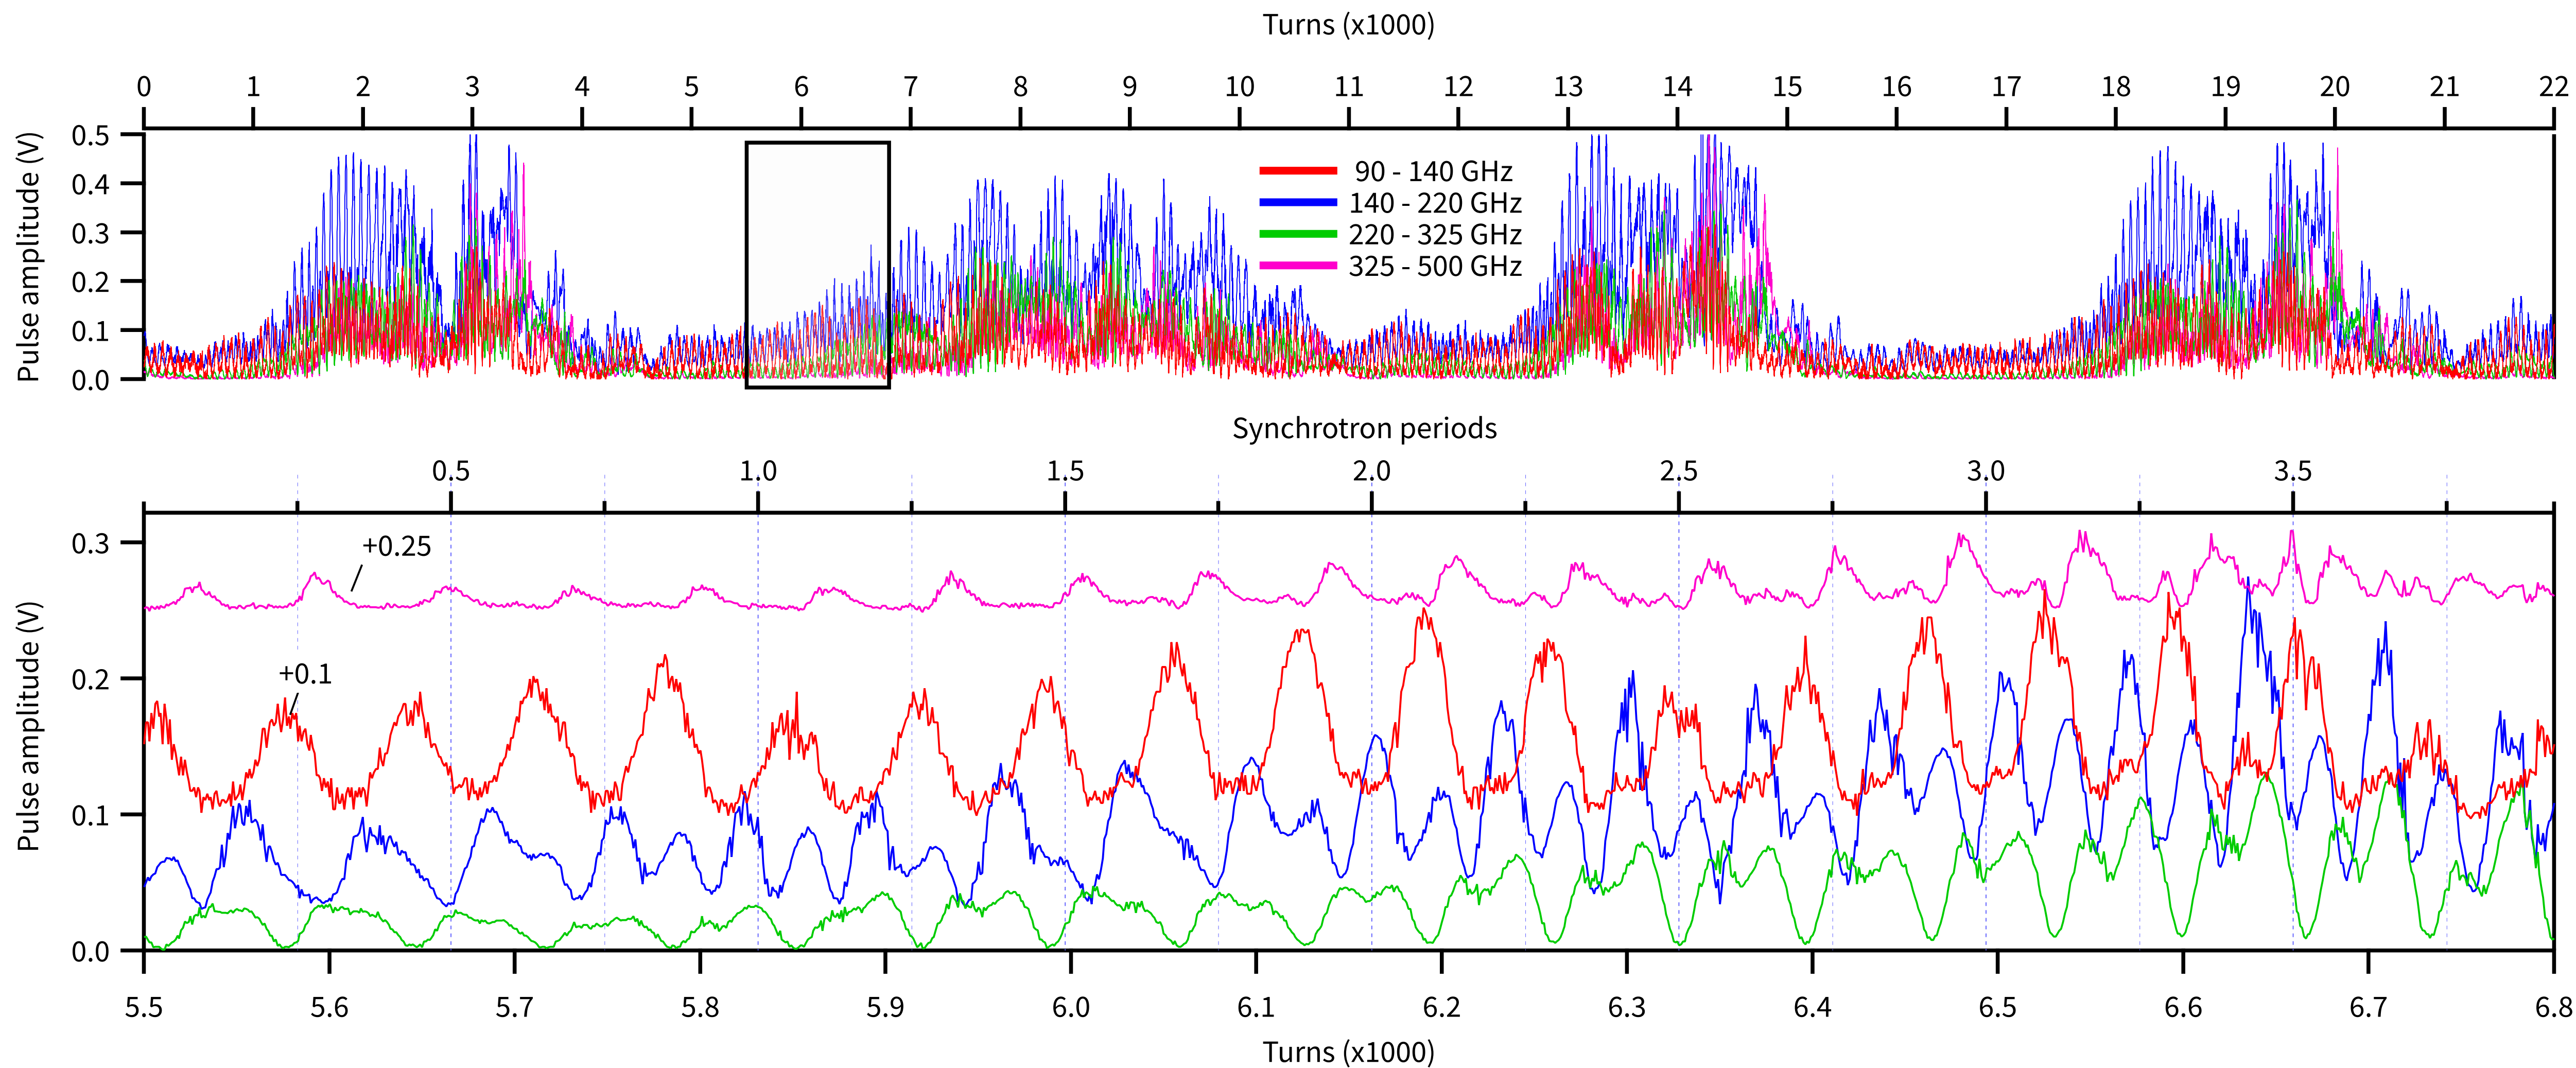 Turns (x1000)
0 1 2 3 4 5 6 7 8 9 10 11 12 13 14 15 16 17 18 19 20 21 22
Pulse amplitude (V)
0.5
0.4
0.3
0.2
0.1
0.0
90 - 140 GHz
140 - 220 GHz
220 - 325 GHz
325 - 500 GHz
Synchrotron periods
0.5 1.0 1.5 2.0 2.5 3.0 3.5
Pulse amplitude (V)
0.3
0.2
0.1
0.0
+0.25
+0.1
5.5 5.6 5.7 5.8 5.9 6.0 6.1 6.2 6.3 6.4 6.5 6.6 6.7 6.8
Turns (x1000)